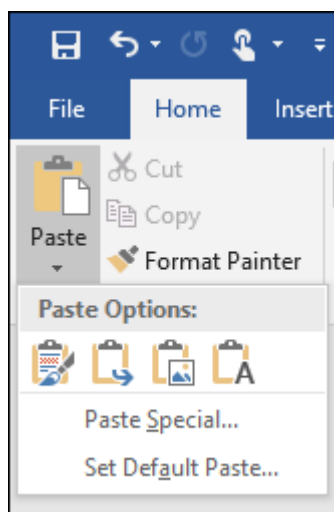 File Home Insert
Cut
Copy
Paste
Format Painter
Paste Options:
A
Paste Special...
Set Default Paste...